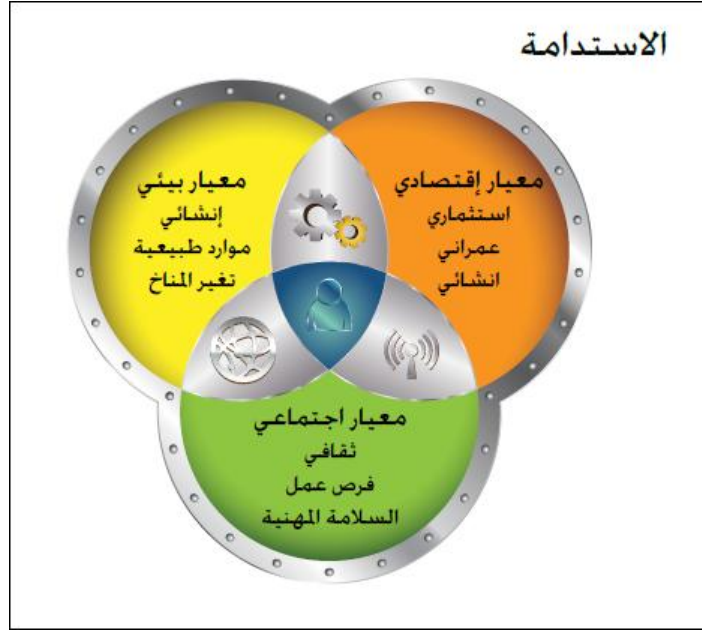 الاستدامة
معيار إقتصادي
استثماري
عمراني
انشائي
معيار بيئي
إنشائي
موارد طبيعية
تغير المناخ
معيار اجتماعي
ثقافي
فرص عمل
السلامة المهنية